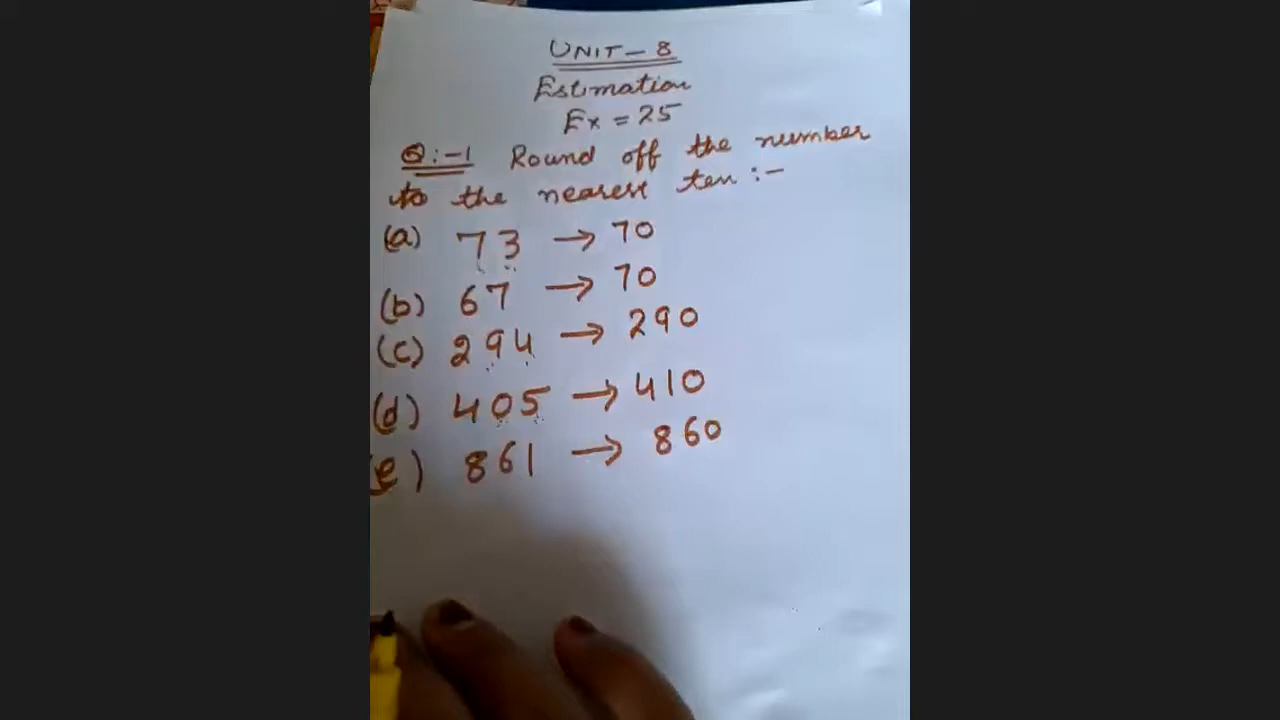 UNIT - 8
Estimation
Ex = 25
Q:-1 Round off the number
to the nearest ten :-
(a) 73 → 70
(b) 67 → 70
(c) 294 → 290
(d) 405 → 410
(e) 861 → 860